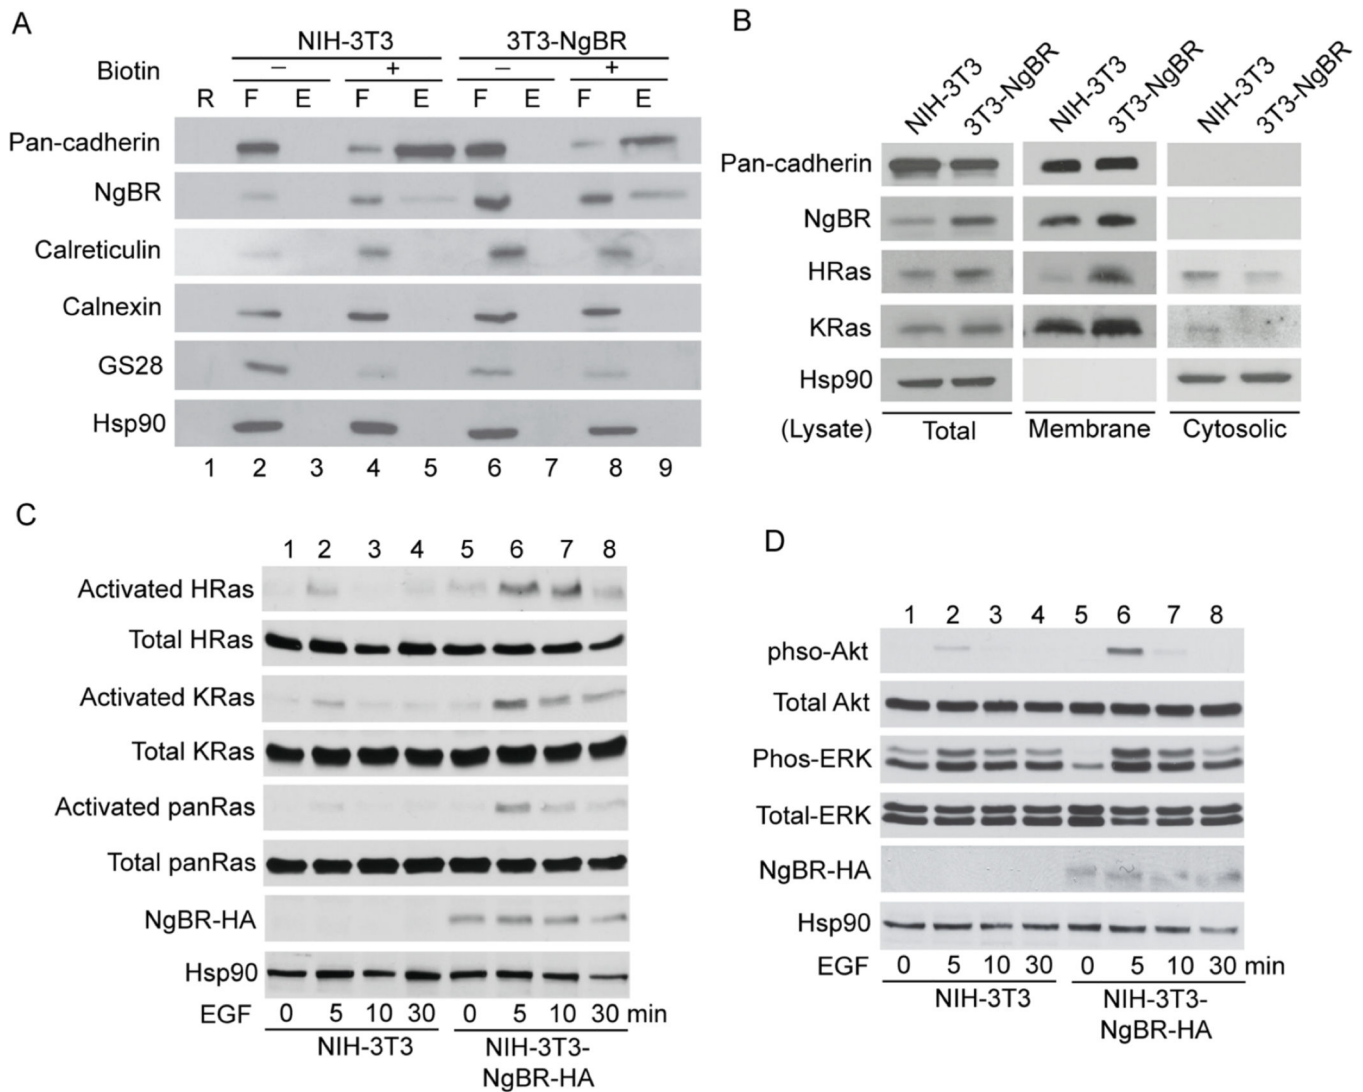 A
NIH-3T3 3T3-NgBR
Biotin – + – +
R F E F E F E F E
Pan-cadherin
NgBR
Calreticulin
Calnexin
GS28
Hsp90
1 2 3 4 5 6 7 8 9
B
NIH-3T3 3T3-NgBR NIH-3T3 3T3-NgBR NIH-3T3 3T3-NgBR
Pan-cadherin
NgBR
HRas
KRas
Hsp90
(Lysate) Total Membrane Cytosolic
C
1 2 3 4 5 6 7 8
Activated HRas
Total HRas
Activated KRas
Total KRas
Activated panRas
Total panRas
NgBR-HA
Hsp90
EGF 0 5 10 30 0 5 10 30 min
NIH-3T3 NIH-3T3-
NgBR-HA
D
1 2 3 4 5 6 7 8
phso-Akt
Total Akt
Phos-ERK
Total-ERK
NgBR-HA
Hsp90
EGF 0 5 10 30 0 5 10 30 min
NIH-3T3 NIH-3T3-
NgBR-HA